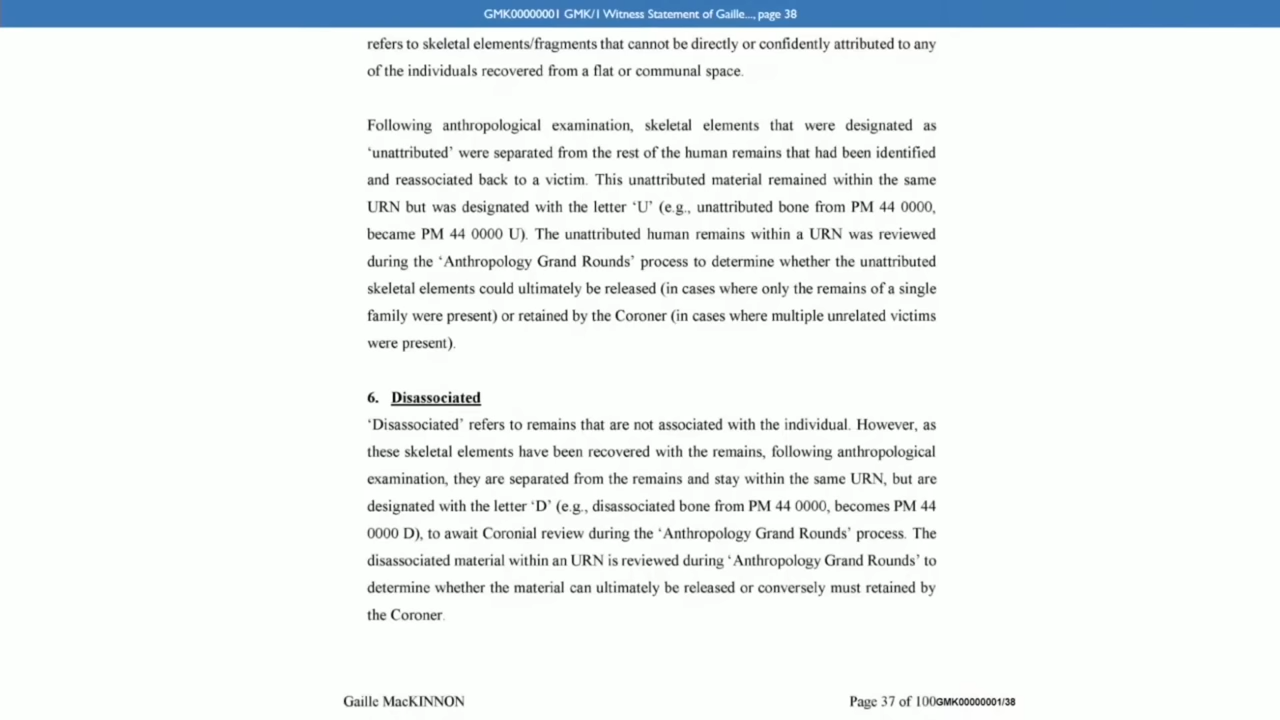 GMK00000001 GMK/1 Witness Statement of Gaille..., page 38
refers to skeletal elements/fragments that cannot be directly or confidently attributed to any
of the individuals recovered from a flat or communal space.
Following anthropological examination, skeletal elements that were designated as
‘unattributed’ were separated from the rest of the human remains that had been identified
and reassociated back to a victim. This unattributed material remained within the same
URN but was designated with the letter ‘U’ (e.g., unattributed bone from PM 44 0000,
became PM 44 0000 U). The unattributed human remains within a URN was reviewed
during the ‘Anthropology Grand Rounds’ process to determine whether the unattributed
skeletal elements could ultimately be released (in cases where only the remains of a single
family were present) or retained by the Coroner (in cases where multiple unrelated victims
were present).
6. Disassociated
‘Disassociated’ refers to remains that are not associated with the individual. However, as
these skeletal elements have been recovered with the remains, following anthropological
examination, they are separated from the remains and stay within the same URN, but are
designated with the letter ‘D’ (e.g., disassociated bone from PM 44 0000, becomes PM 44
0000 D), to await Coronial review during the ‘Anthropology Grand Rounds’ process. The
disassociated material within an URN is reviewed during ‘Anthropology Grand Rounds’ to
determine whether the material can ultimately be released or conversely must retained by
the Coroner.
Gaille MacKINNON Page 37 of 100GMK00000001/38